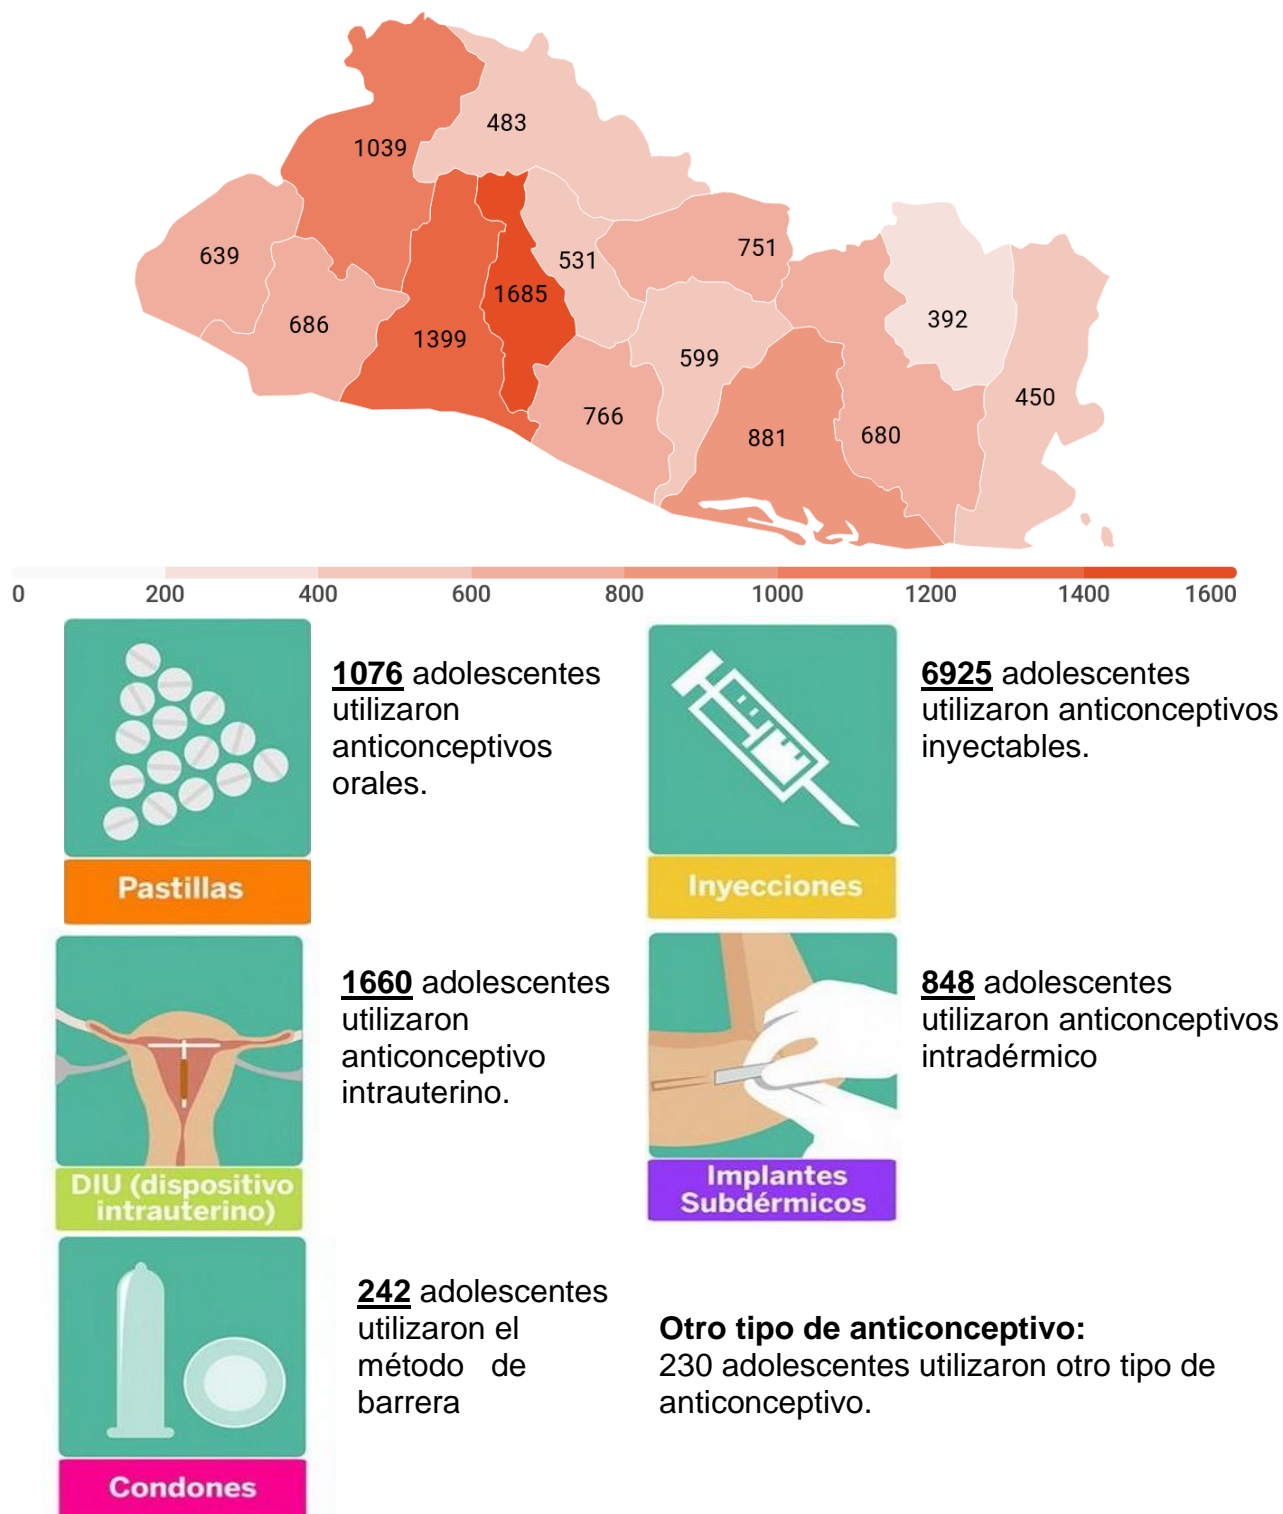 483
1039
751
639
531
1685
392
686
1399
599
450
766
881
680
0 200 400 600 800 1000 1200 1400 1600
1076 adolescentes
utilizaron
anticonceptivos
orales.
Pastillas
6925 adolescentes
utilizaron anticonceptivos
inyectables.
Inyecciones
1660 adolescentes
utilizaron
anticonceptivo
intrauterino.
DIU (dispositivo
intrauterino)
848 adolescentes
utilizaron anticonceptivos
intradérmico
Implantes
Subdérmicos
242 adolescentes
utilizaron el
método de
barrera
Condones
Otro tipo de anticonceptivo:
230 adolescentes utilizaron otro tipo de
anticonceptivo.